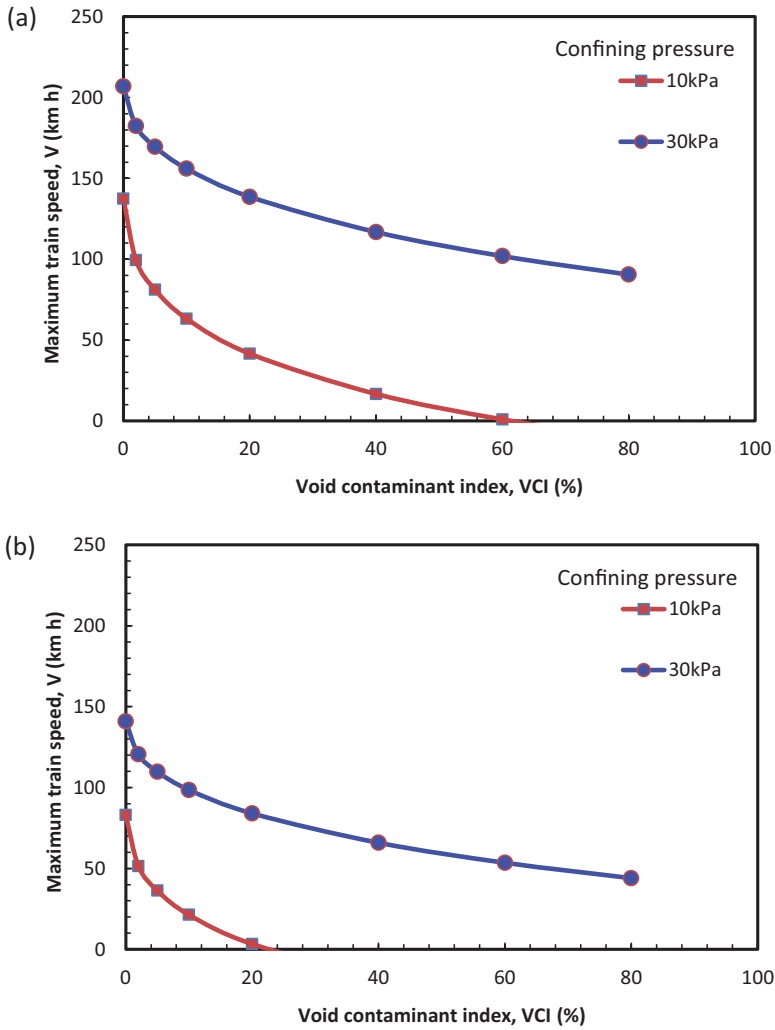 (a)
250
200
150
100
50
0
Maximum train speed, V (km h)
Confining pressure
10kPa
30kPa
0 20 40 60 80 100
Void contaminant index, VCI (%)
(b)
250
200
150
100
50
0
Maximum train speed, V (km h)
Confining pressure
10kPa
30kPa
0 20 40 60 80 100
Void contaminant index, VCI (%)